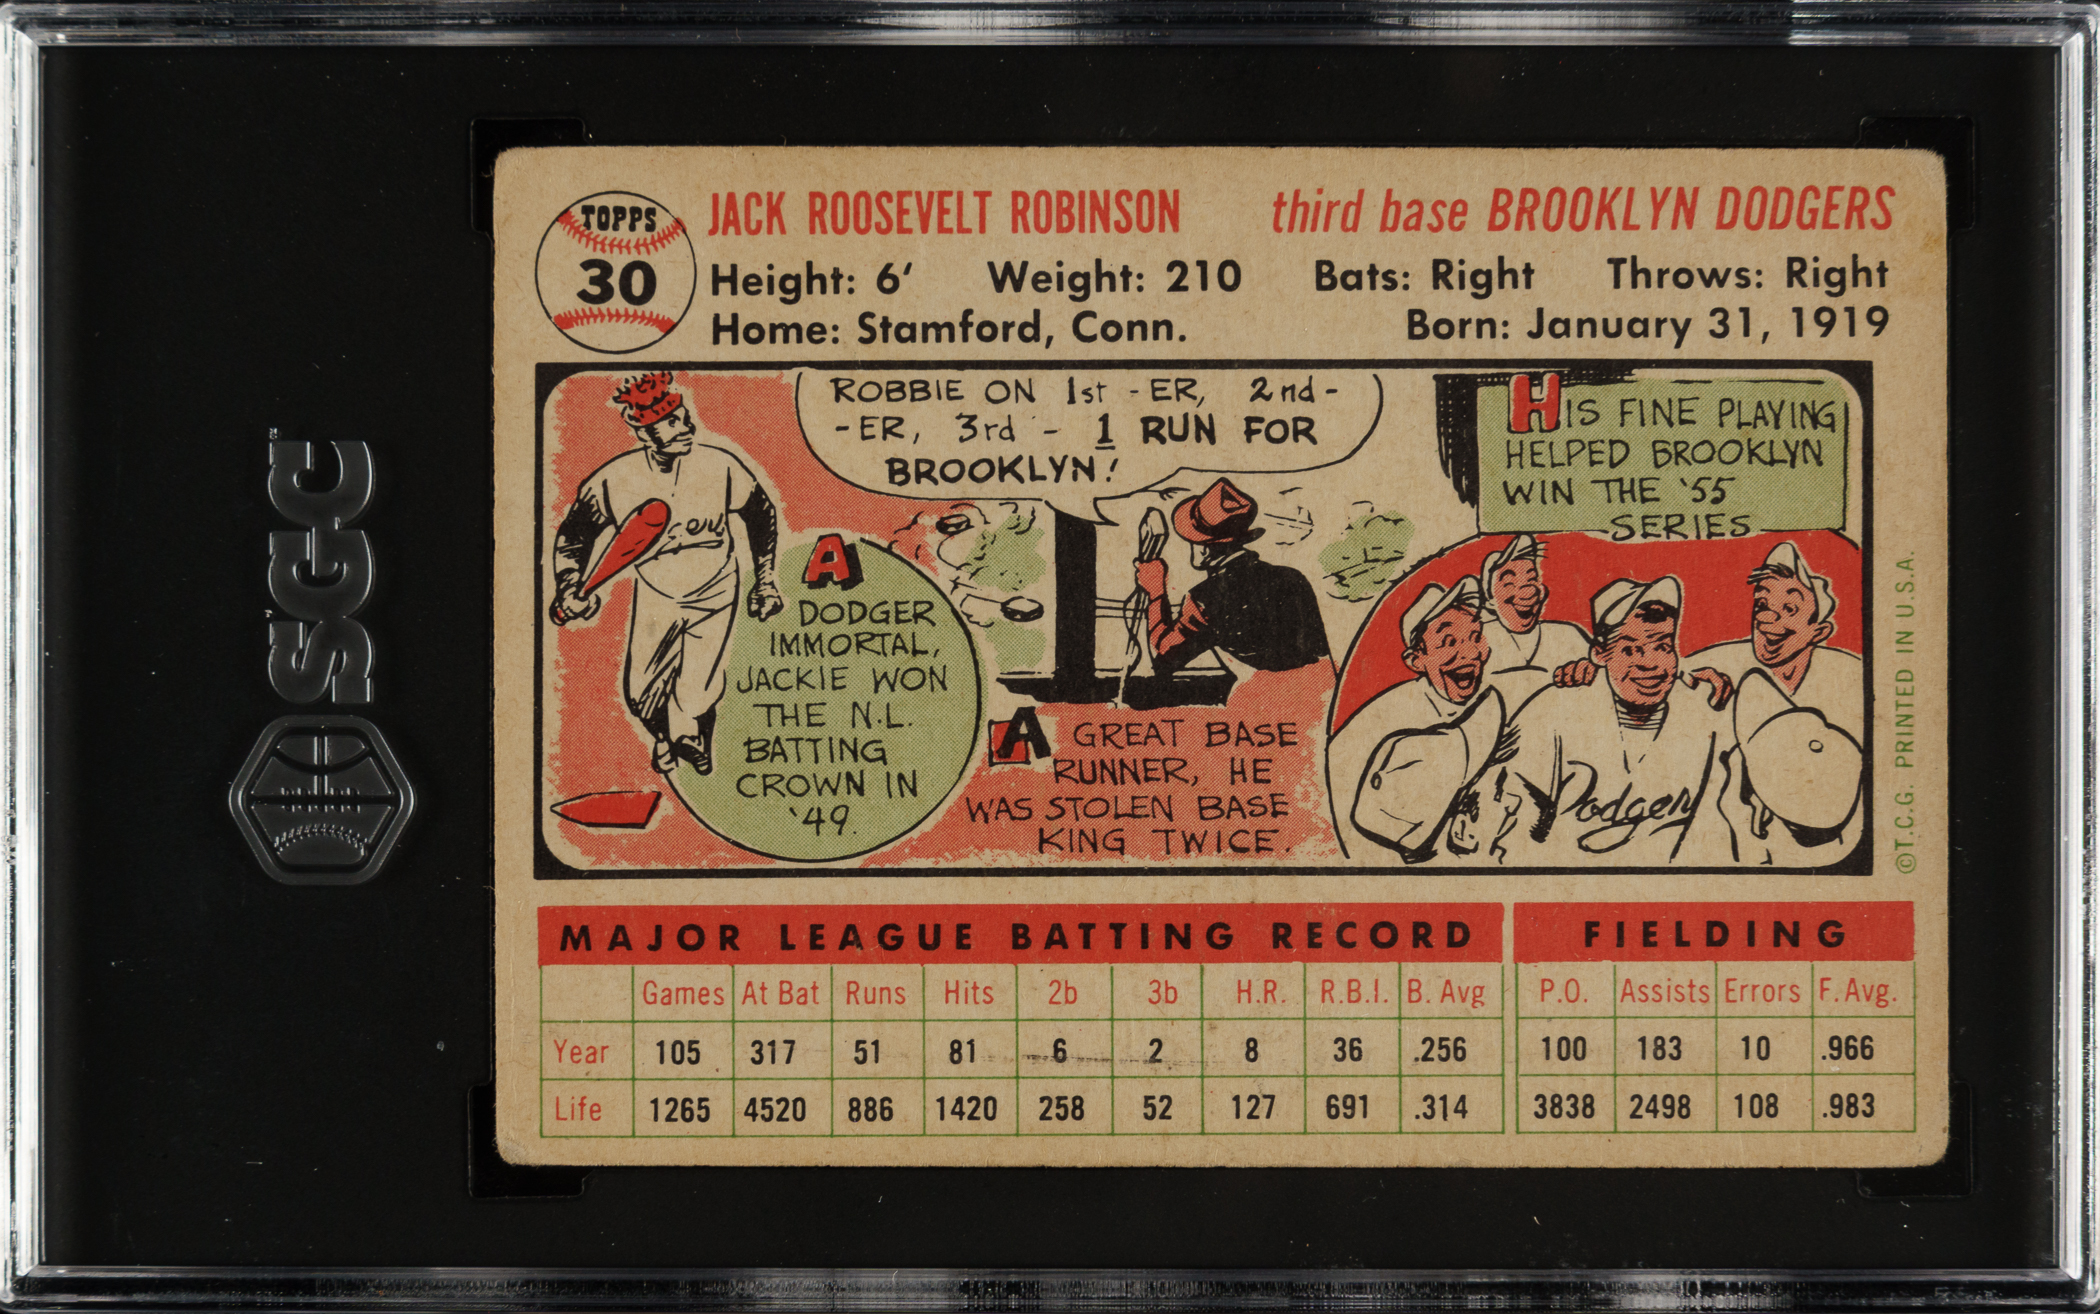 SGC
TOPPS
30
JACK ROOSEVELT ROBINSON third base BROOKLYN DODGERS
Height: 6' Weight: 210 Bats: Right Throws: Right
Home: Stamford, Conn. Born: January 31, 1919
ROBBIE ON 1st -ER, 2nd-
-ER, 3rd - 1 RUN FOR
BROOKLYN!
A
DODGER
IMMORTAL,
JACKIE WON
THE N.L.
BATTING
CROWN IN
'49.
A GREAT BASE
RUNNER, HE
WAS STOLEN BASE
KING TWICE.
HIS FINE PLAYING
HELPED BROOKLYN
WIN THE '55
SERIES
Dodgers
©T.C.G. PRINTED IN U.S.A.
MAJOR LEAGUE BATTING RECORD FIELDING
Games At Bat Runs Hits 2b 3b H.R. R.B.I. B. Avg P.O. Assists Errors F. Avg.
Year 105 317 51 81 6 2 8 36 .256 100 183 10 .966
Life 1265 4520 886 1420 258 52 127 691 .314 3838 2498 108 .983